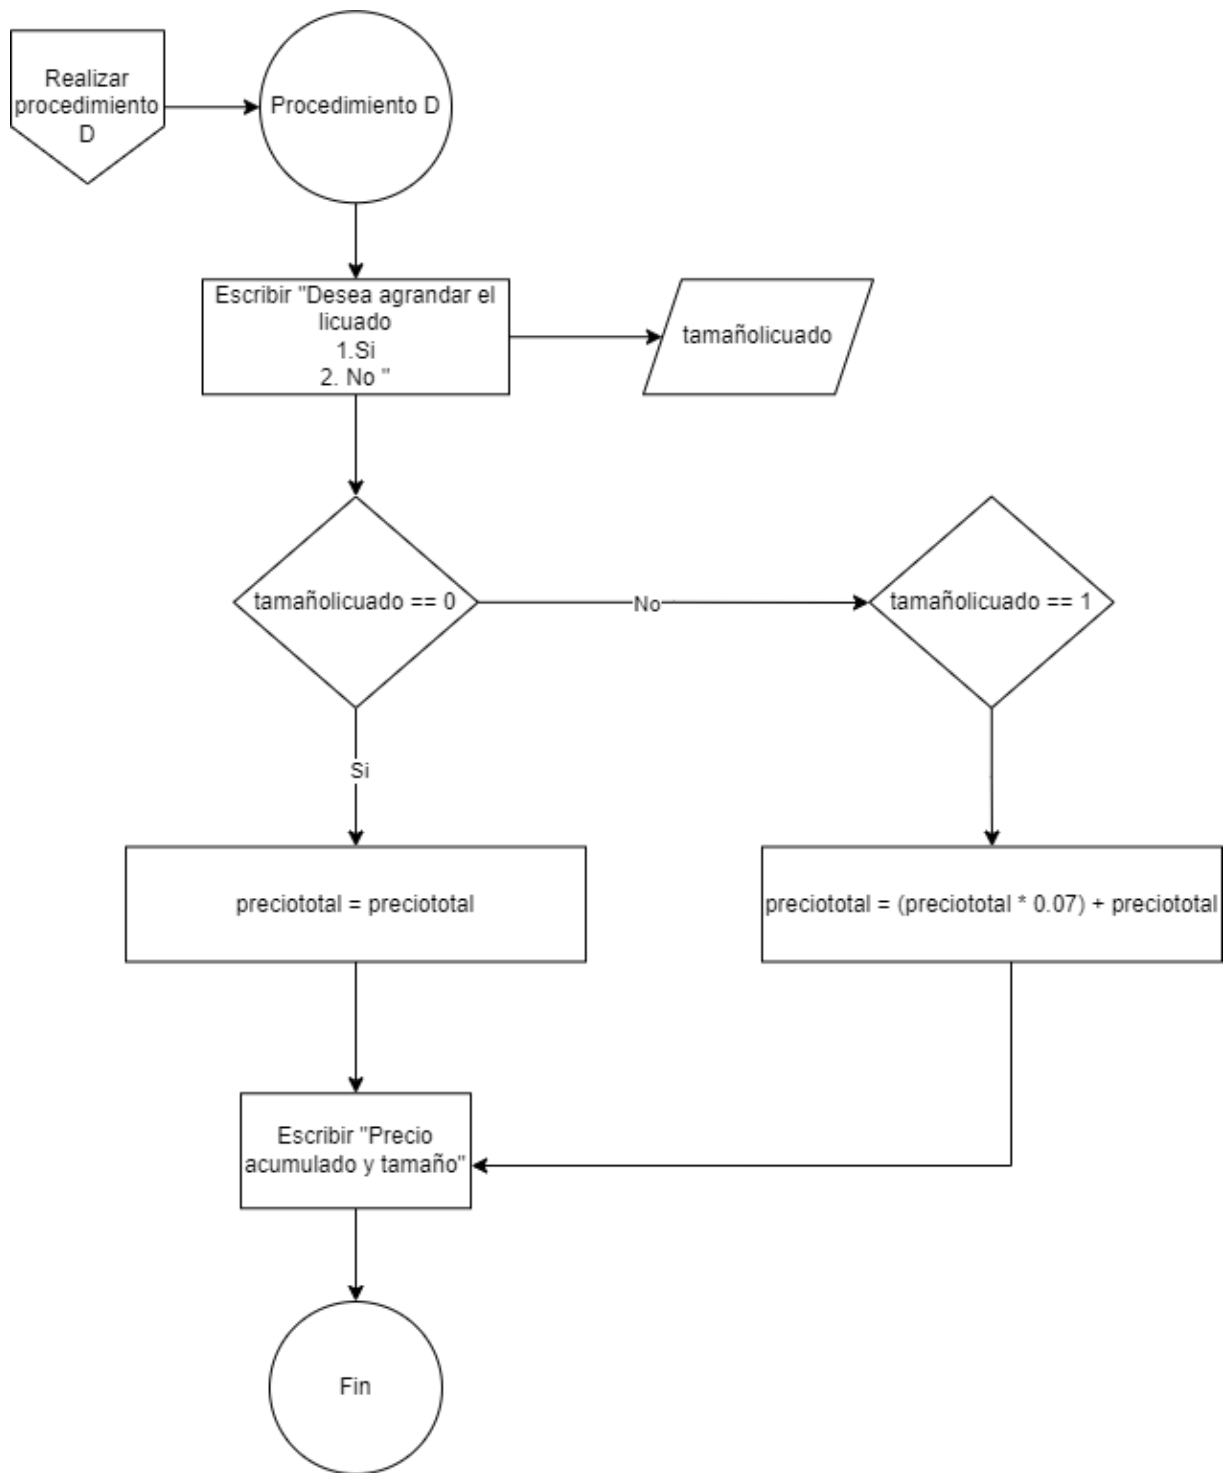 Realizar
procedimiento
D
Procedimiento D
Escribir "Desea agrandar el
licuado
1.Si
2. No "
tamañolicuado
tamañolicuado == 0
No
tamañolicuado == 1
Si
preciototal = preciototal
preciototal = (preciototal * 0.07) + preciototal
Escribir "Precio
acumulado y tamaño"
Fin